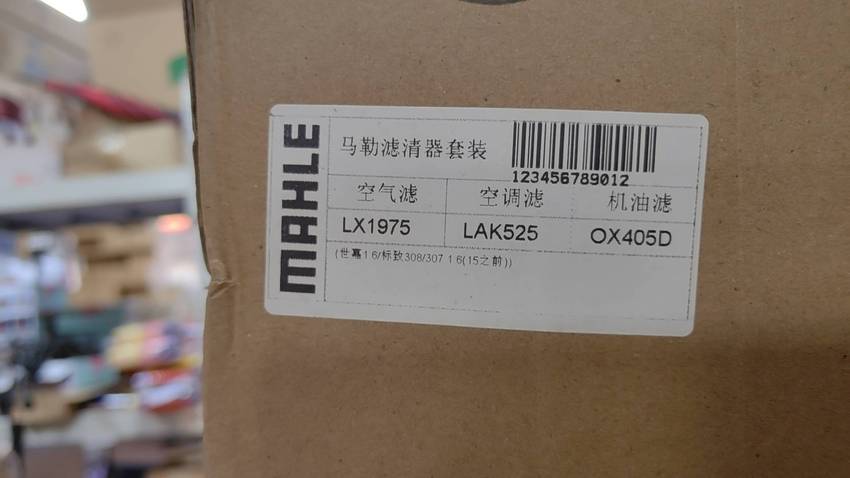 MAHLE
马勒滤清器套装
123456789012
空气滤 空调滤 机油滤
LX1975 LAK525 OX405D
(世嘉1 6/标致308/307 1 6(15之前))